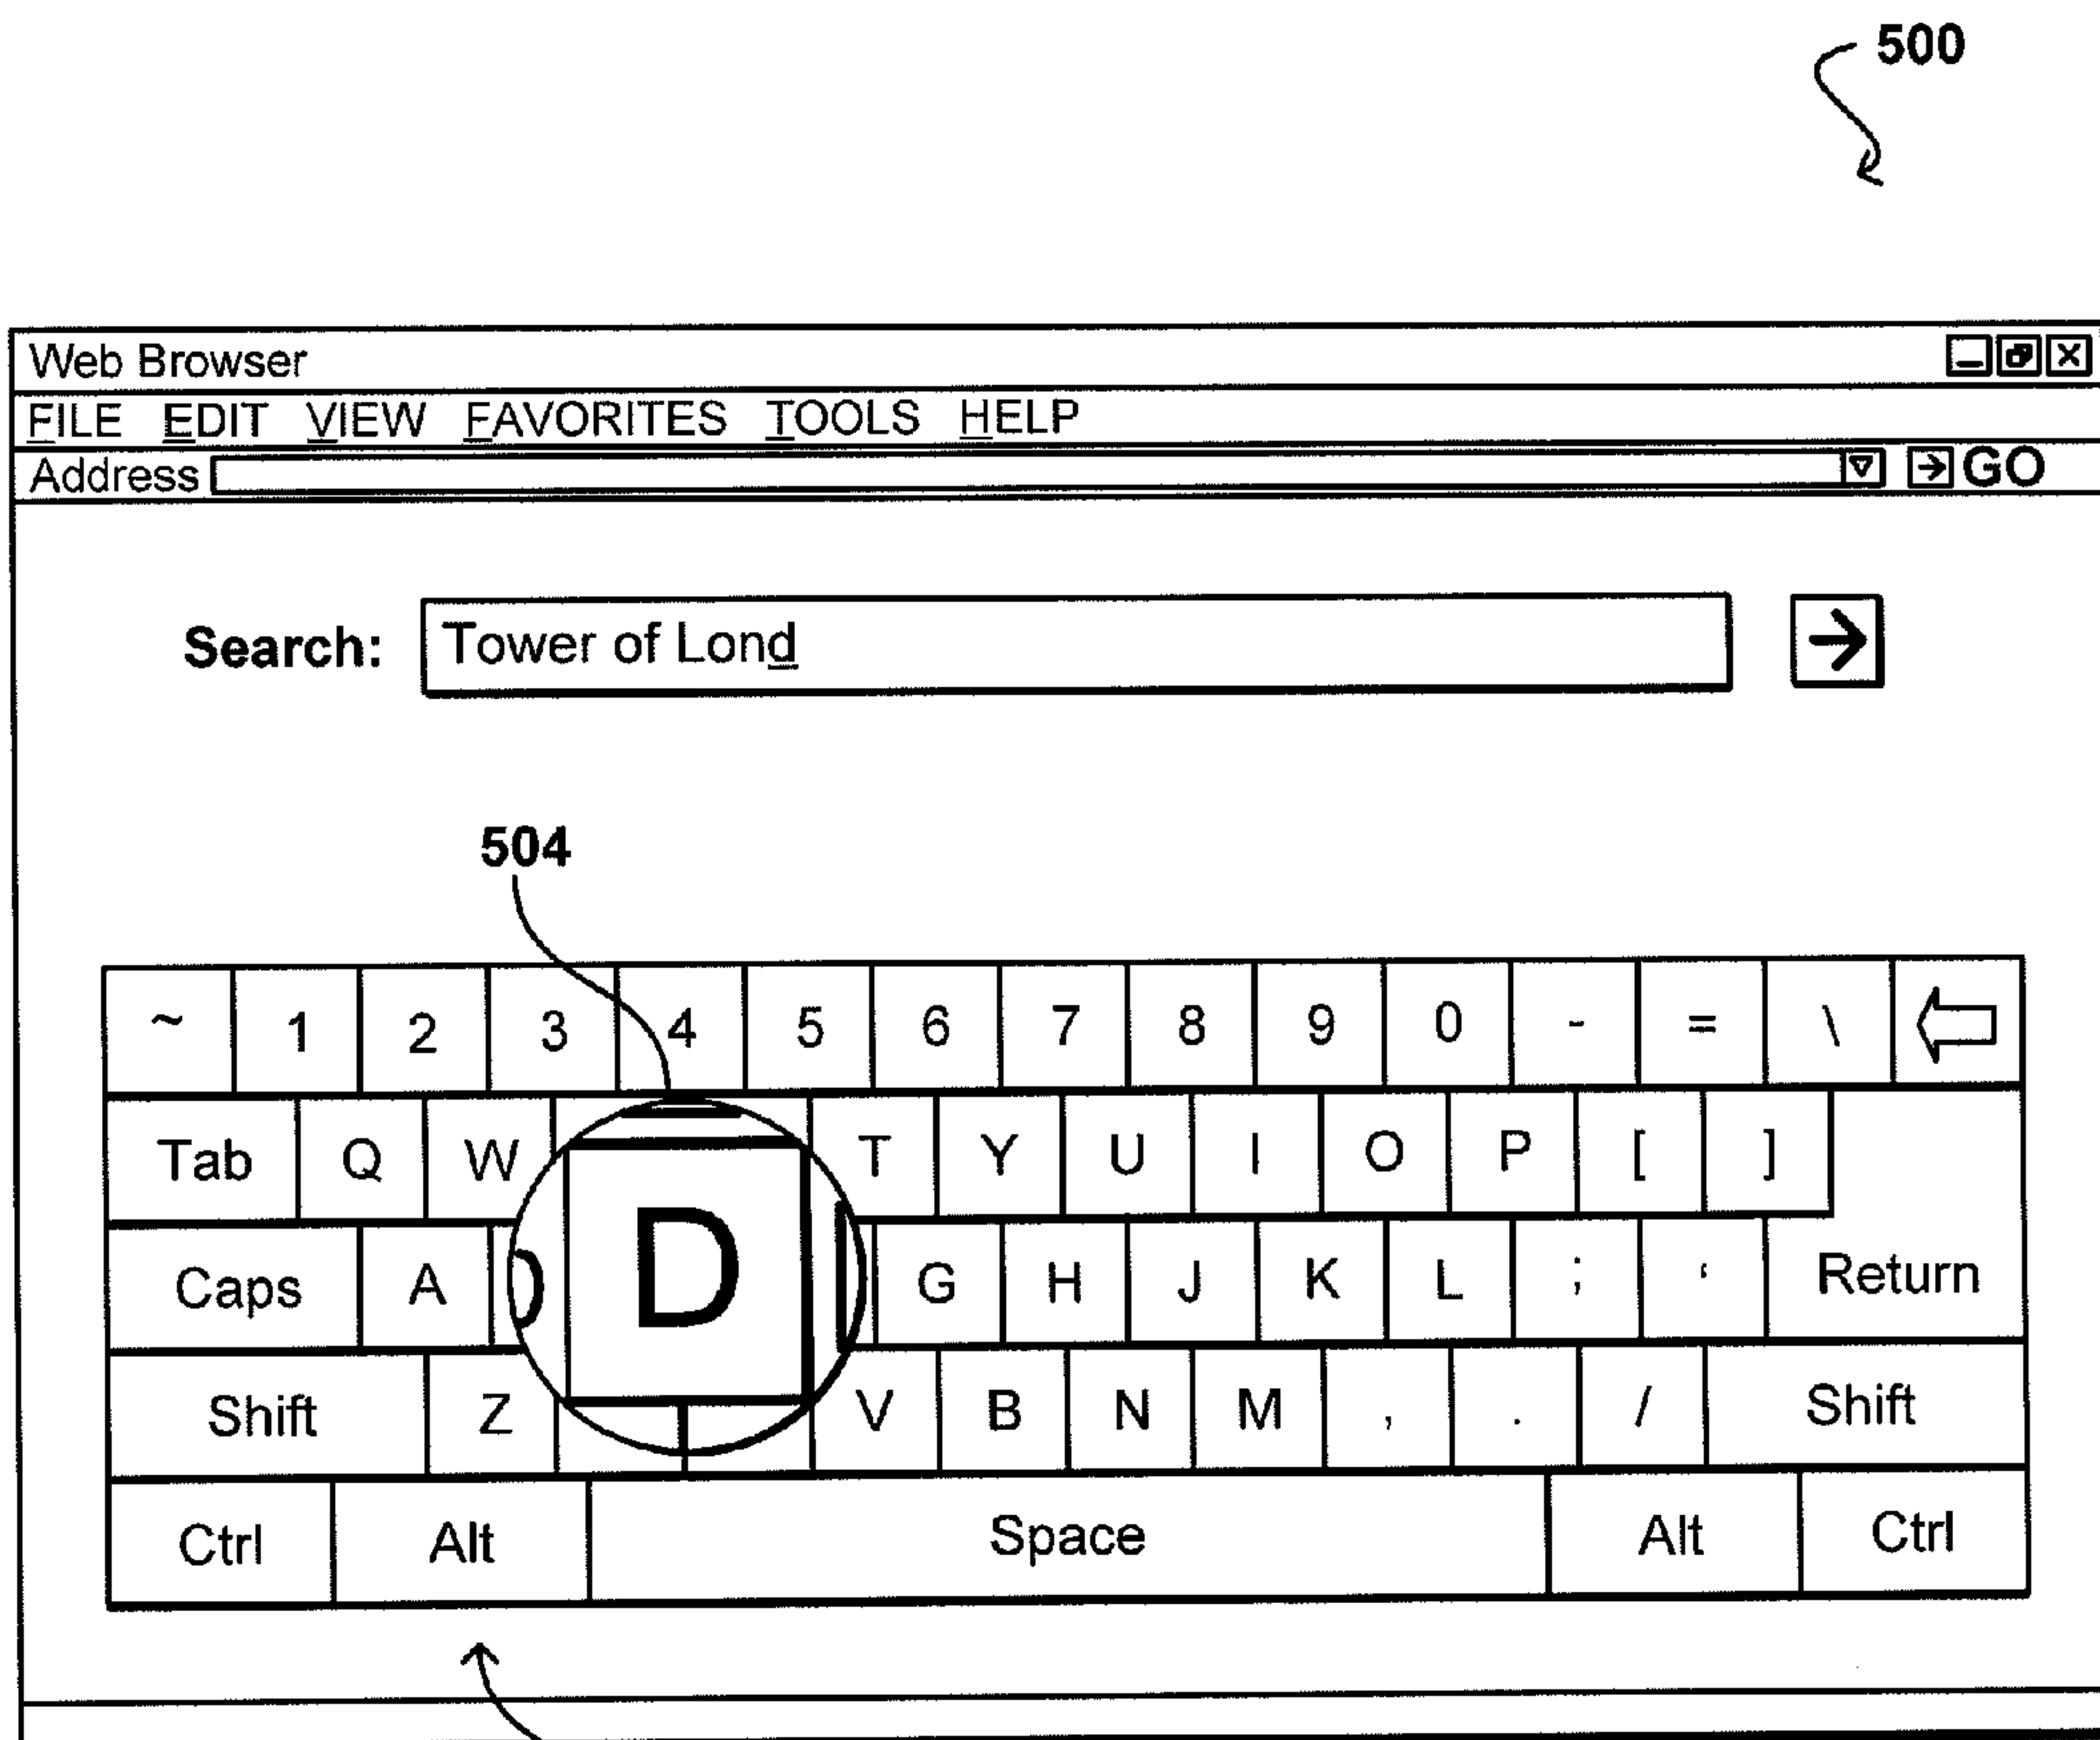 500
Web Browser
FILE EDIT VIEW FAVORITES TOOLS HELP
Address GO
Search: Tower of Lond
504
~ 1 2 3 4 5 6 7 8 9 0 - = \
Tab Q W T Y U I O P [ ]
Caps A D G H J K L ; ‘ Return
Shift Z V B N M , . / Shift
Ctrl Alt Space Alt Ctrl